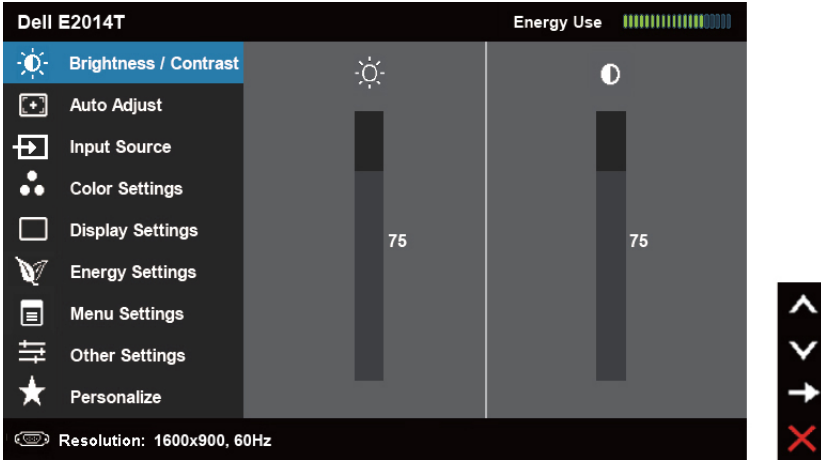 Dell E2014T Energy Use
Brightness / Contrast
Auto Adjust
Input Source
Color Settings
Display Settings
75 75
Energy Settings
Menu Settings
Other Settings
Personalize
Resolution: 1600x900, 60Hz